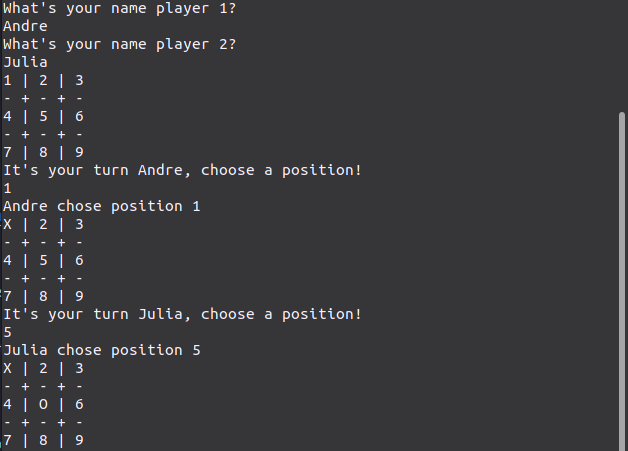 What's your name player 1?
Andre
What's your name player 2?
Julia
1 | 2 | 3
- + - + -
4 | 5 | 6
- + - + -
7 | 8 | 9
It's your turn Andre, choose a position!
1
Andre chose position 1
X | 2 | 3
- + - + -
4 | 5 | 6
- + - + -
7 | 8 | 9
It's your turn Julia, choose a position!
5
Julia chose position 5
X | 2 | 3
- + - + -
4 | O | 6
- + - + -
7 | 8 | 9